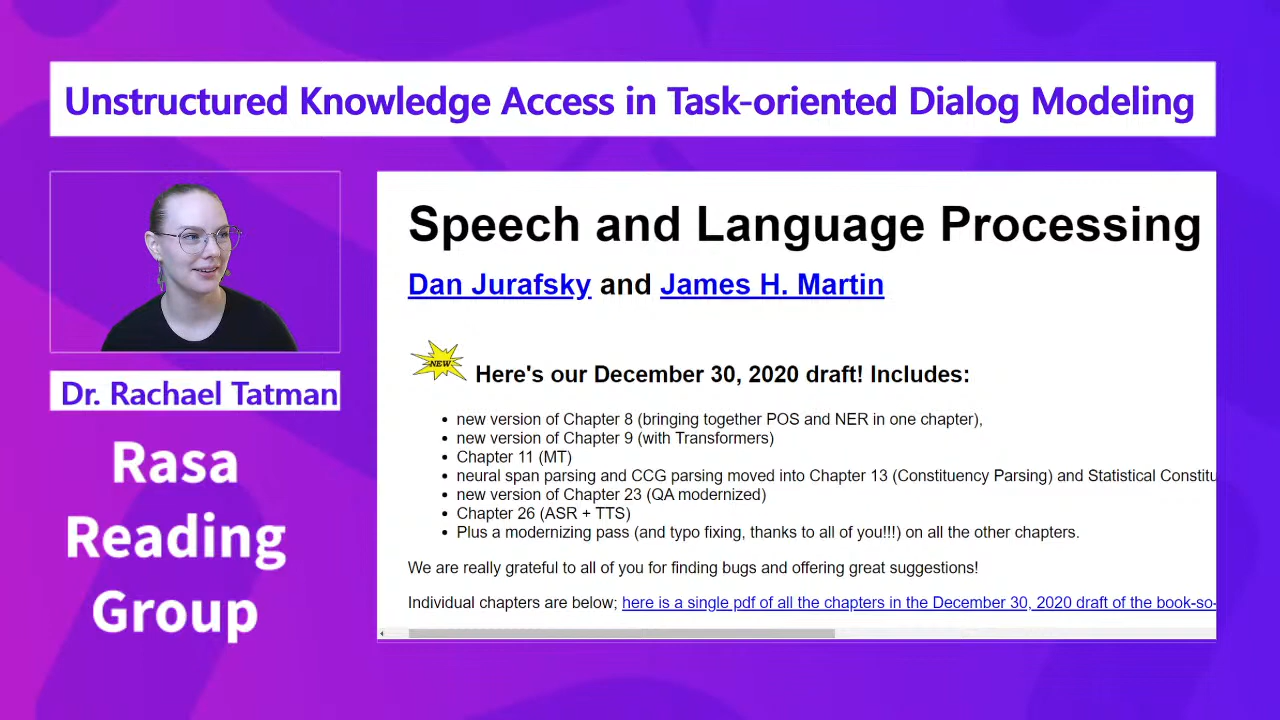 Unstructured Knowledge Access in Task-oriented Dialog Modeling
Dr. Rachael Tatman
Rasa
Reading
Group
Speech and Language Processing
Dan Jurafsky and James H. Martin
NEW
Here's our December 30, 2020 draft! Includes:
• new version of Chapter 8 (bringing together POS and NER in one chapter),
• new version of Chapter 9 (with Transformers)
• Chapter 11 (MT)
• neural span parsing and CCG parsing moved into Chapter 13 (Constituency Parsing) and Statistical Constitu
• new version of Chapter 23 (QA modernized)
• Chapter 26 (ASR + TTS)
• Plus a modernizing pass (and typo fixing, thanks to all of you!!!) on all the other chapters.
We are really grateful to all of you for finding bugs and offering great suggestions!
Individual chapters are below; here is a single pdf of all the chapters in the December 30, 2020 draft of the book-so-